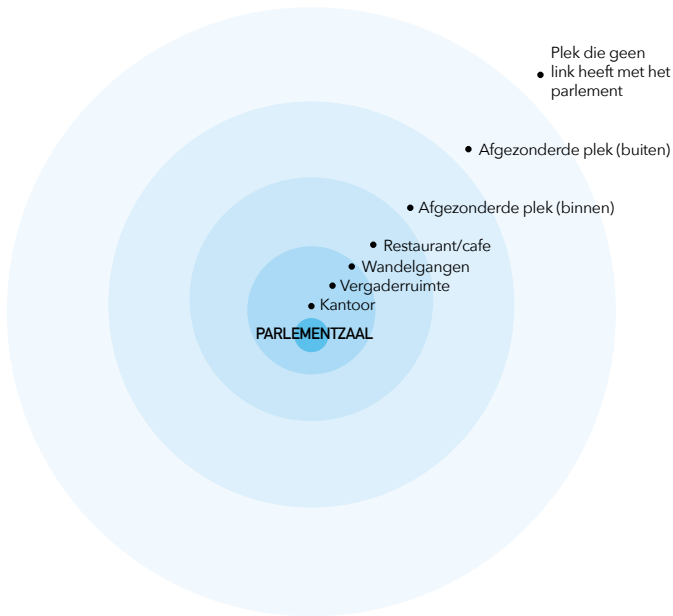 Plek die geen
link heeft met het
parlement
Afgezonderde plek (buiten)
Afgezonderde plek (binnen)
Restaurant/cafe
Wandelgangen
Vergaderruimte
Kantoor
PARLEMENTZAAL